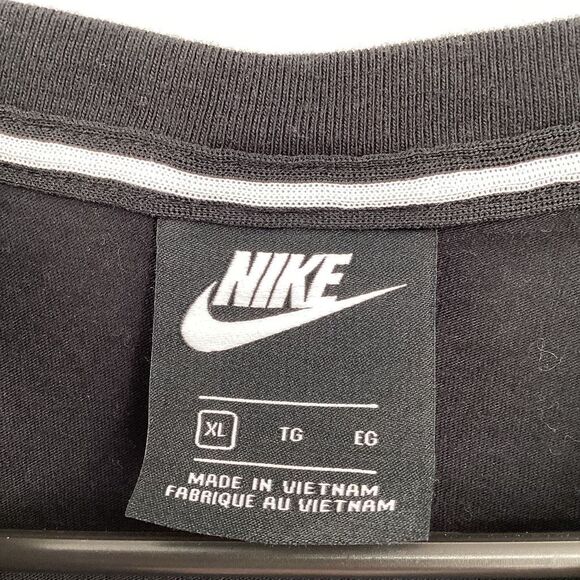 NIKE
XL TG EG
MADE IN VIETNAM
FABRIQUE AU VIETNAM